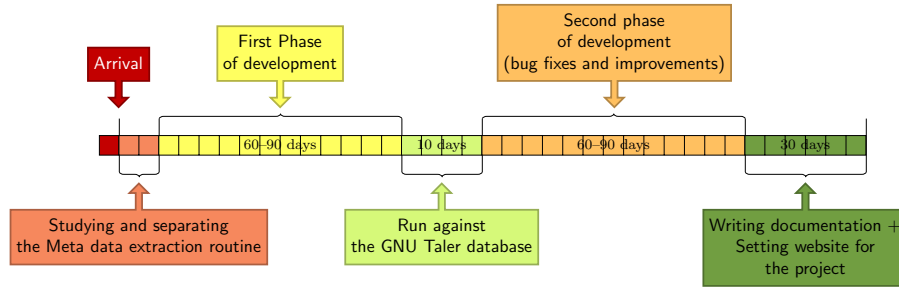 Second phase
of development
(bug fixes and improvements)
First Phase
of development
Arrival
60–90 days
10 days
60–90 days
30 days
Studying and separating
the Meta data extraction routine
Run against
the GNU Taler database
Writing documentation +
Setting website for
the project